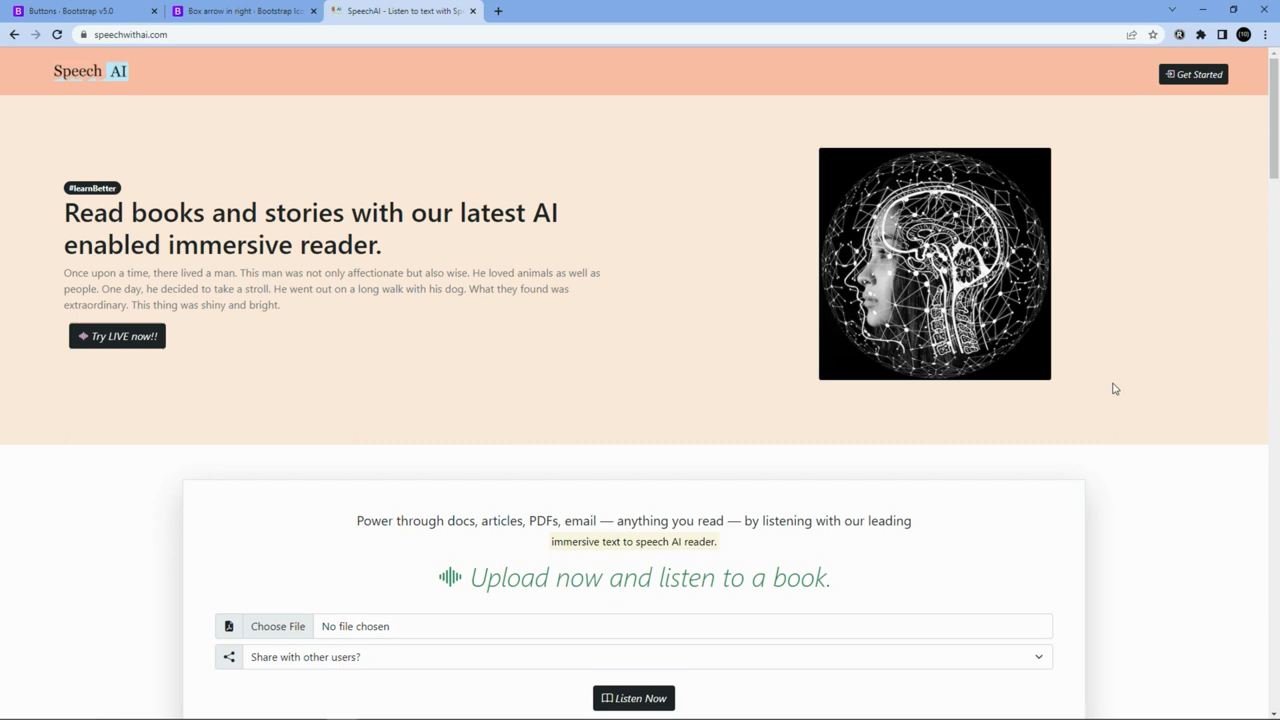 Buttons · Bootstrap v5.0
Box arrow in right · Bootstrap Ico
SpeechAI - Listen to text with Sp
speechwithai.com
Speech AI
Get Started
#learnBetter
Read books and stories with our latest AI
enabled immersive reader.
Once upon a time, there lived a man. This man was not only affectionate but also wise. He loved animals as well as
people. One day, he decided to take a stroll. He went out on a long walk with his dog. What they found was
extraordinary. This thing was shiny and bright.
Try LIVE now!!
Power through docs, articles, PDFs, email — anything you read — by listening with our leading
immersive text to speech AI reader.
Upload now and listen to a book.
Choose File No file chosen
Share with other users?
Listen Now